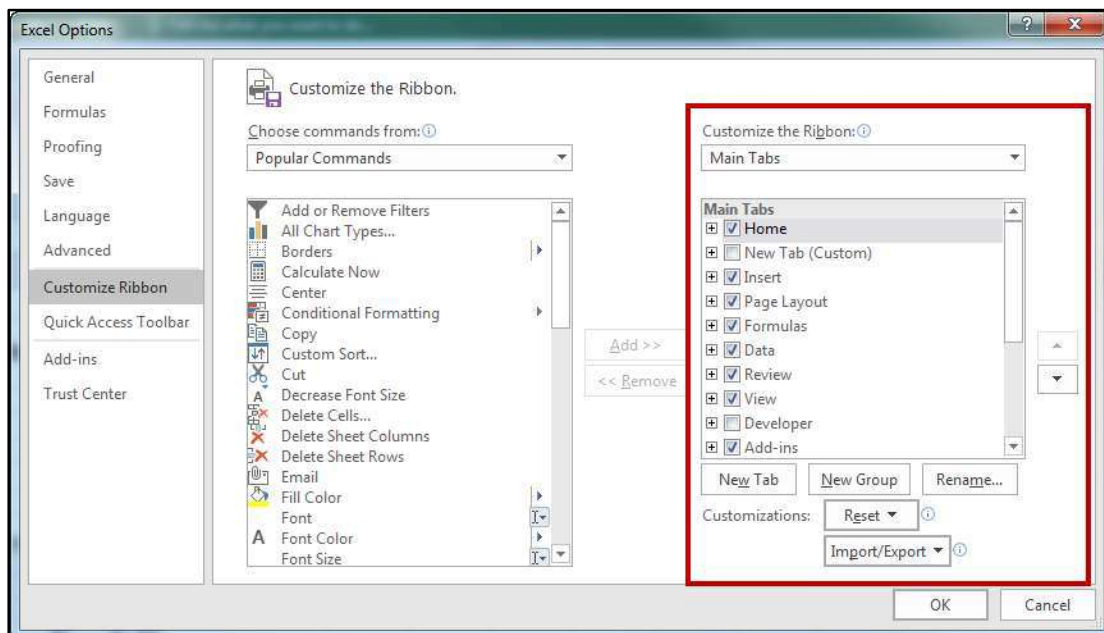 Excel Options
General
Formulas
Proofing
Save
Language
Advanced
Customize Ribbon
Quick Access Toolbar
Add-ins
Trust Center
Customize the Ribbon.
Choose commands from:
Popular Commands
Add or Remove Filters
All Chart Types...
Borders
Calculate Now
Center
Conditional Formatting
Copy
Custom Sort...
Cut
Decrease Font Size
Delete Cells...
Delete Sheet Columns
Delete Sheet Rows
Email
Fill Color
Font
Font Color
Font Size
Add >>
<< Remove
Customize the Ribbon:
Main Tabs
Main Tabs
Home
New Tab (Custom)
Insert
Page Layout
Formulas
Data
Review
View
Developer
Add-ins
New Tab New Group Rename...
Customizations: Reset
Import/Export
OK Cancel